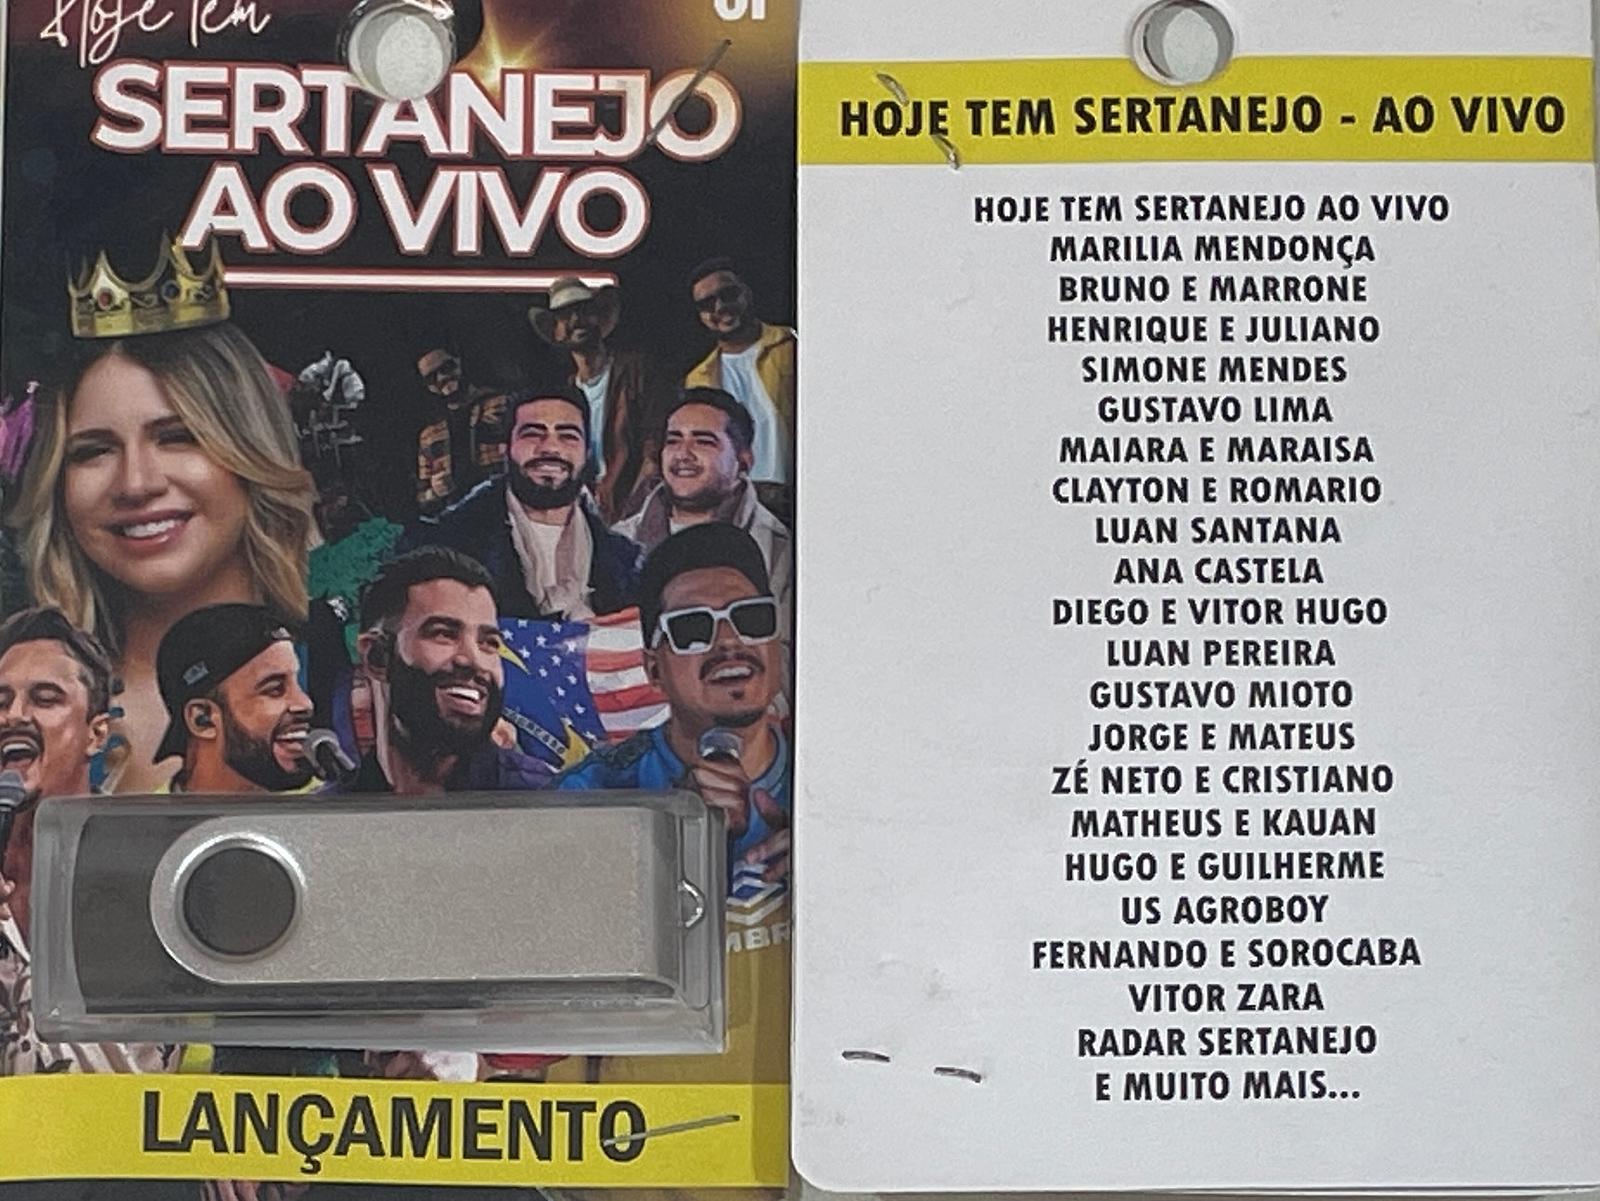 Hoje Tem
SERTANEJO
AO VIVO
LANÇAMENTO
HOJE TEM SERTANEJO - AO VIVO
HOJE TEM SERTANEJO AO VIVO
MARILIA MENDONÇA
BRUNO E MARRONE
HENRIQUE E JULIANO
SIMONE MENDES
GUSTAVO LIMA
MAIARA E MARAISA
CLAYTON E ROMARIO
LUAN SANTANA
ANA CASTELA
DIEGO E VITOR HUGO
LUAN PEREIRA
GUSTAVO MIOTO
JORGE E MATEUS
ZÉ NETO E CRISTIANO
MATHEUS E KAUAN
HUGO E GUILHERME
US AGROBOY
FERNANDO E SOROCABA
VITOR ZARA
RADAR SERTANEJO
E MUITO MAIS...